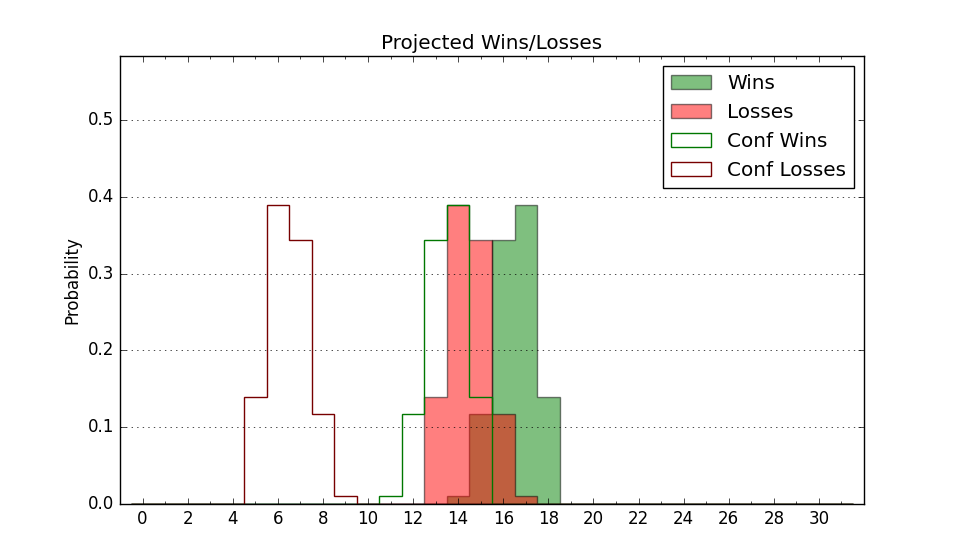 Projected Wins/Losses
Wins
Losses
Conf Wins
Conf Losses
Probability
0.5
0.4
0.3
0.2
0.1
0.0
0 2 4 6 8 10 12 14 16 18 20 22 24 26 28 30